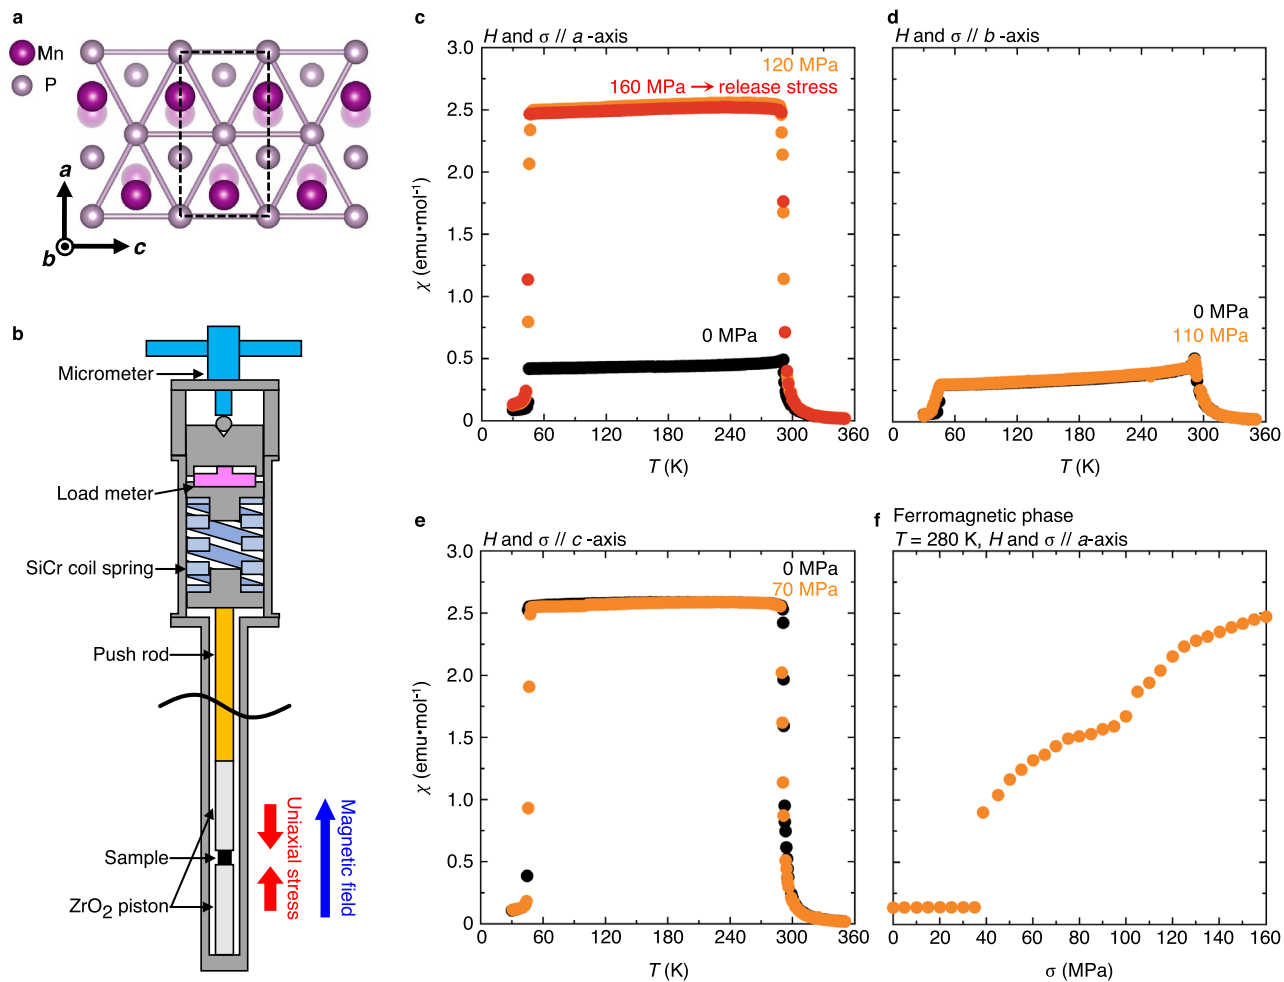 a
Mn
P
a
b
c
b
Micrometer
Load meter
SiCr coil spring
Push rod
Sample
ZrO2 piston
Uniaxial stress
Magnetic field
c
H and σ // a -axis
120 MPa
160 MPa → release stress
0 MPa
3.0
2.5
2.0
1.5
1.0
0.5
0
χ (emu•mol-1)
0 60 120 180 240 300 360
T (K)
d
H and σ // b -axis
0 MPa
110 MPa
0 60 120 180 240 300 360
T (K)
e
H and σ // c -axis
0 MPa
70 MPa
3.0
2.5
2.0
1.5
1.0
0.5
0
χ (emu•mol-1)
0 60 120 180 240 300 360
T (K)
f
Ferromagnetic phase
T = 280 K, H and σ // a-axis
0 20 40 60 80 100 120 140 160
σ (MPa)